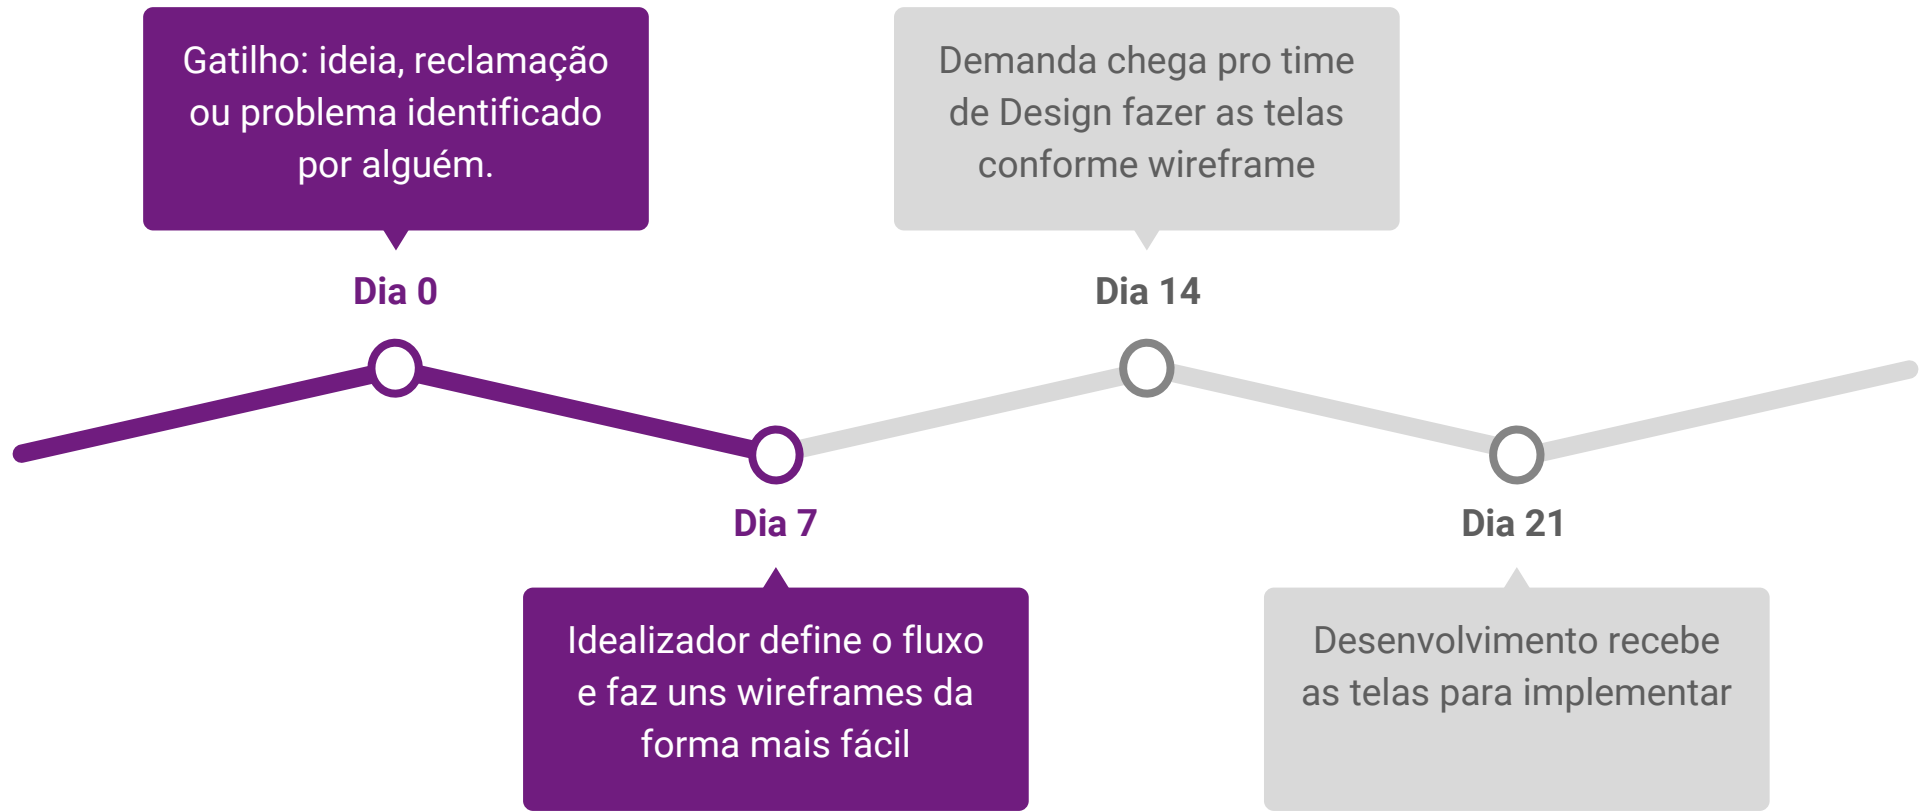 Gatilho: ideia, reclamação
ou problema identificado
por alguém.
Dia 0
Idealizador define o fluxo
e faz uns wireframes da
forma mais fácil
Dia 7
Demanda chega pro time
de Design fazer as telas
conforme wireframe
Dia 14
Desenvolvimento recebe
as telas para implementar
Dia 21